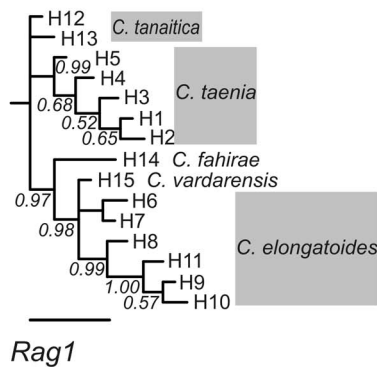 H12
C. tanaitica
H13
H5
0.99
H4
C. taenia
0.68
H3
0.52
H1
0.65
H2
H14 C. fahirae
0.97
H15 C. vardarensis
H6
0.98
H7
H8
C. elongatoides
0.99
H11
1.00
H9
0.57
H10
Rag1